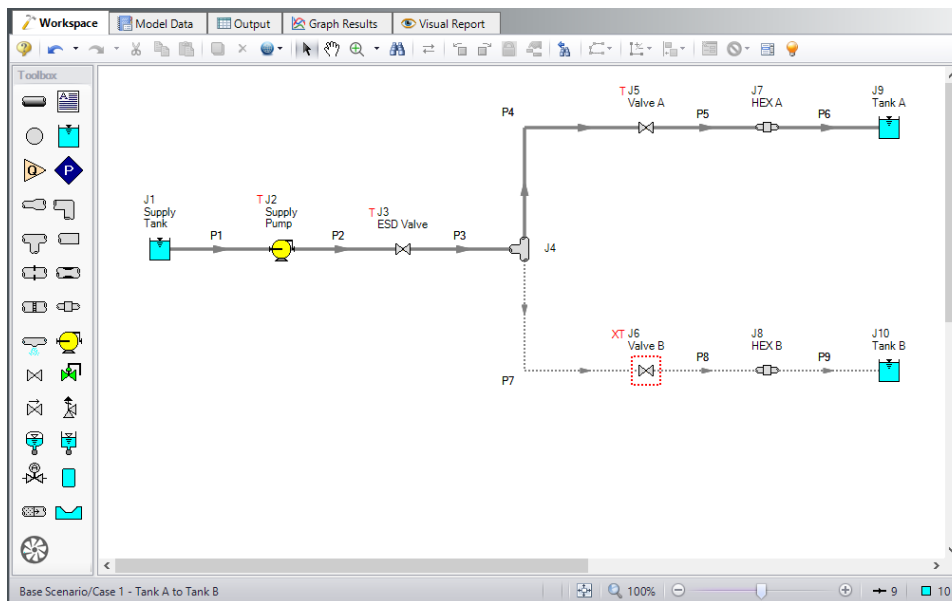 Workspace
Model Data
Output
Graph Results
Visual Report
Toolbox
A
Q
P
P4
T J5
Valve A
P5
J7
HEX A
P6
J9
Tank A
J1
Supply
Tank
P1
T J2
Supply
Pump
P2
T J3
ESD Valve
P3
J4
P7
XT J6
Valve B
P8
J8
HEX B
P9
J10
Tank B
Base Scenario/Case 1 - Tank A to Tank B
100%
9
10